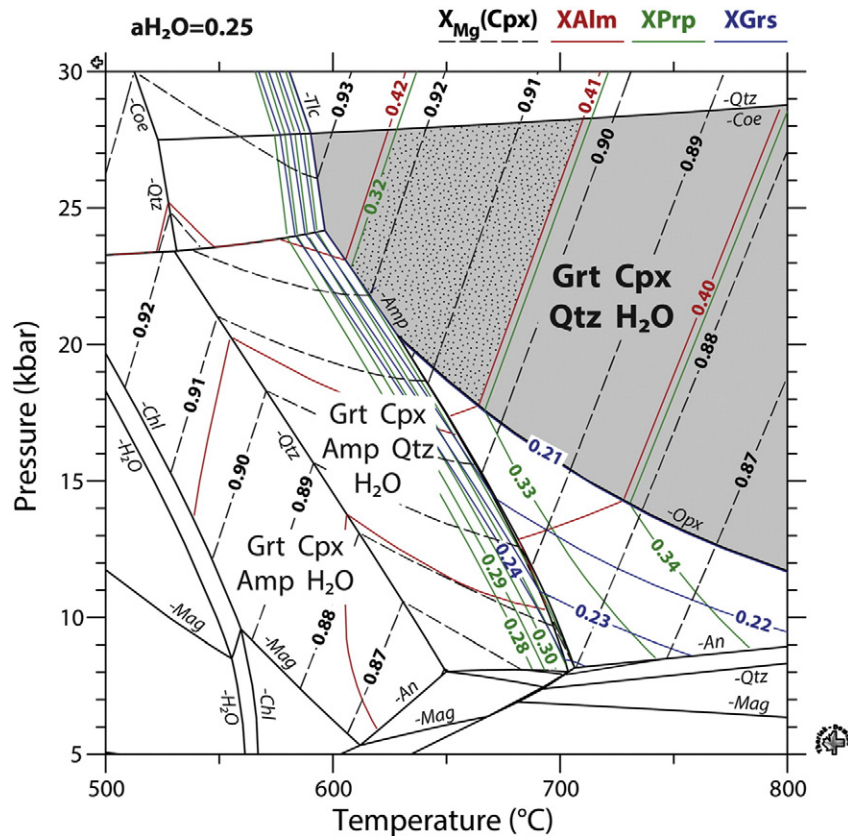 aH₂O=0.25
X_Mg(Cpx) XAlm XPrp XGrs
30
25
20
15
10
5
Pressure (kbar)
500 600 700 800
Temperature (°C)
-Coe
-Qtz
-Tlc
0.93
0.42
0.92
0.91
0.41
0.90
0.89
-Qtz
-Coe
0.32
-Amp
Grt Cpx
Qtz H₂O
0.40
0.88
0.92
0.91
0.90
0.89
0.88
0.87
-Chl
-H₂O
-Qtz
Grt Cpx
Amp Qtz
H₂O
Grt Cpx
Amp H₂O
0.21
0.33
0.87
-Opx
0.34
0.24
0.29
0.28
0.30
0.23
0.22
-An
-Qtz
-Mag
-Mag
-Mag
-H₂O
-Chl
-An
-Mag